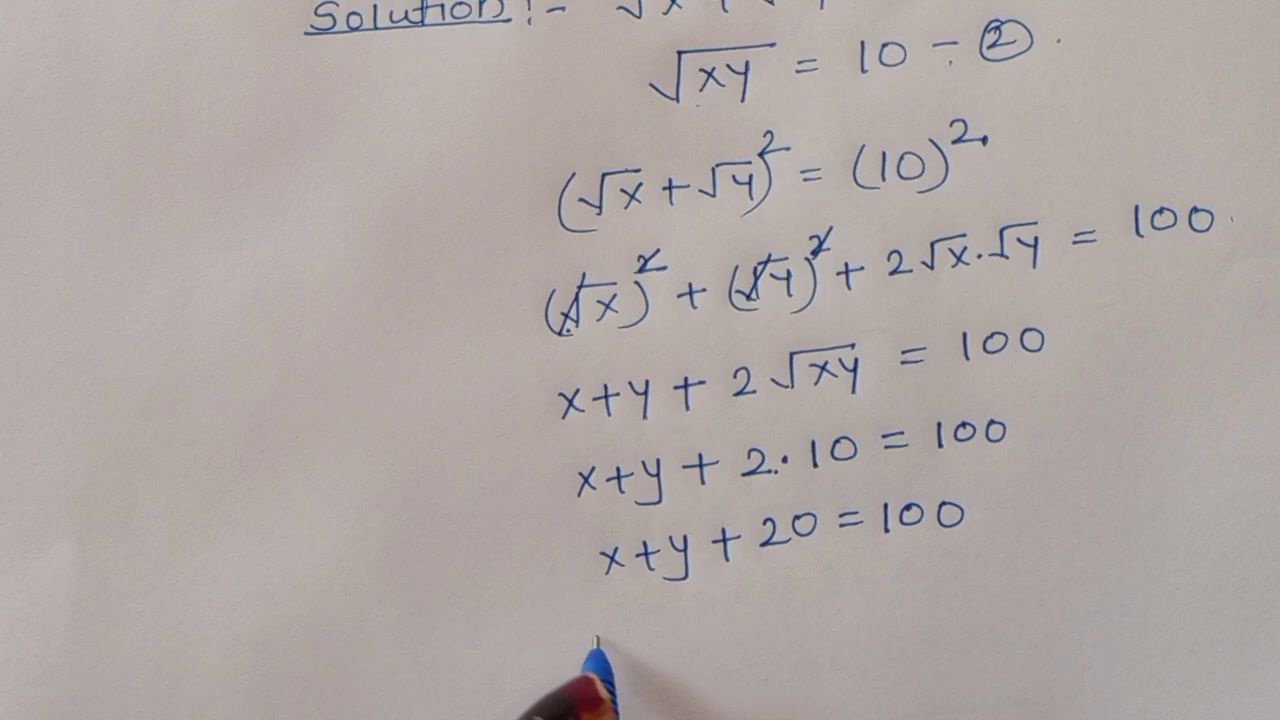 Solution :-
√xy = 10 - ②.
(√x + √y)² = (10)².
(√x)² + (√y)² + 2√x.√y = 100.
x+y + 2√xy = 100
x+y + 2.10 = 100
x+y + 20 = 100